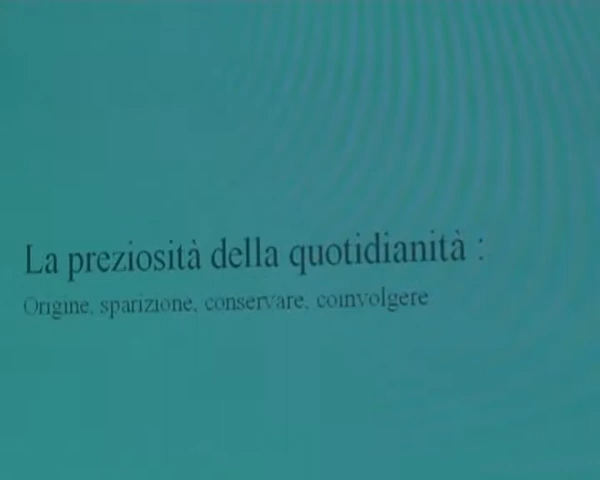 La preziosità della quotidianità :
Origine, sparizione, conservare, coinvolgere